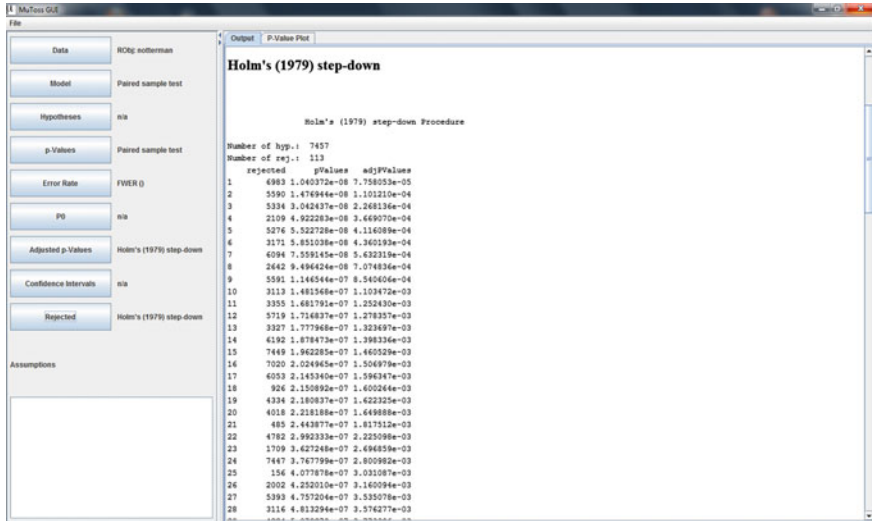 MuToss GUI
File
Data
RObj: notterman
Model
Paired sample test
Hypotheses
n/a
p-Values
Paired sample test
Error Rate
FWER ()
P0
n/a
Adjusted p-Values
Holm's (1979) step-down
Confidence Intervals
n/a
Rejected
Holm's (1979) step-down
Assumptions
Output P-Value Plot
Holm's (1979) step-down
Holm's (1979) step-down Procedure
Number of hyp.: 7457
Number of rej.: 113
rejected pValues adjPValues
1 6983 1.040372e-08 7.758053e-05
2 5590 1.476944e-08 1.101210e-04
3 5334 3.042437e-08 2.268136e-04
4 2109 4.922283e-08 3.669070e-04
5 5276 5.522728e-08 4.116089e-04
6 3171 5.851038e-08 4.360193e-04
7 6094 7.559145e-08 5.632319e-04
8 2642 9.496424e-08 7.074836e-04
9 5591 1.146544e-07 8.540606e-04
10 3113 1.481568e-07 1.103472e-03
11 3355 1.681791e-07 1.252430e-03
12 5719 1.716837e-07 1.278357e-03
13 3327 1.777968e-07 1.323697e-03
14 6192 1.878473e-07 1.398336e-03
15 7449 1.962285e-07 1.460529e-03
16 7020 2.024965e-07 1.506979e-03
17 6053 2.145340e-07 1.596347e-03
18 926 2.150892e-07 1.600264e-03
19 4334 2.180837e-07 1.622325e-03
20 4018 2.218188e-07 1.649888e-03
21 485 2.443877e-07 1.817512e-03
22 4782 2.992333e-07 2.225098e-03
23 1709 3.627248e-07 2.696859e-03
24 7447 3.767799e-07 2.800982e-03
25 156 4.077878e-07 3.031087e-03
26 2002 4.252010e-07 3.160094e-03
27 5393 4.757204e-07 3.535078e-03
28 3116 4.813294e-07 3.576277e-03